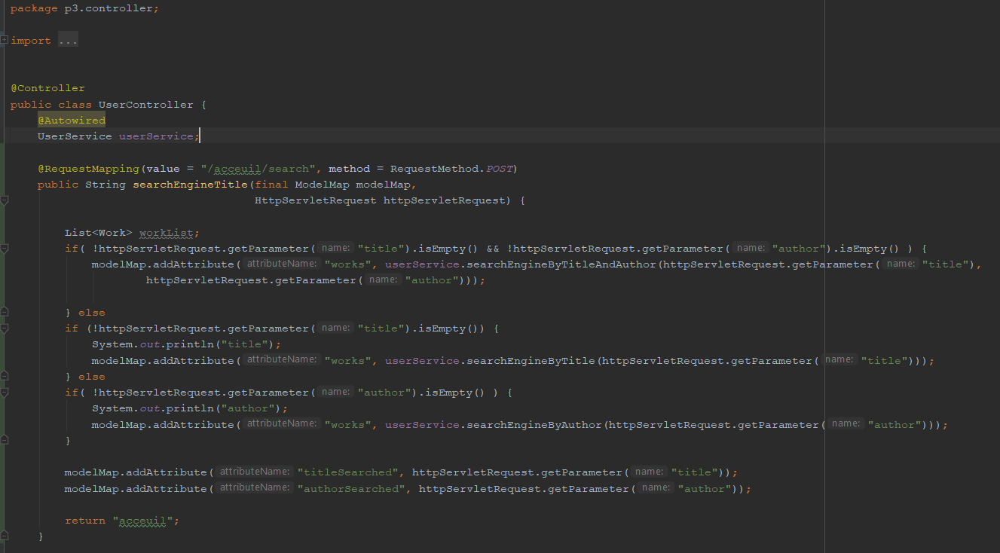 package p3.controller;
import ...
@Controller
public class UserController {
@Autowired
UserService userService;
@RequestMapping(value = "/acceuil/search", method = RequestMethod.POST)
public String searchEngineTitle(final ModelMap modelMap,
HttpServletRequest httpServletRequest) {
List<Work> workList;
if( !httpServletRequest.getParameter( name: "title").isEmpty() && !httpServletRequest.getParameter( name: "author").isEmpty() ) {
modelMap.addAttribute( attributeName: "works", userService.searchEngineByTitleAndAuthor(httpServletRequest.getParameter( name: "title"),
httpServletRequest.getParameter( name: "author")));
} else
if (!httpServletRequest.getParameter( name: "title").isEmpty()) {
System.out.println("title");
modelMap.addAttribute( attributeName: "works", userService.searchEngineByTitle(httpServletRequest.getParameter( name: "title")));
} else
if( !httpServletRequest.getParameter( name: "author").isEmpty() ) {
System.out.println("author");
modelMap.addAttribute( attributeName: "works", userService.searchEngineByAuthor(httpServletRequest.getParameter( name: "author")));
}
modelMap.addAttribute( attributeName: "titleSearched", httpServletRequest.getParameter( name: "title"));
modelMap.addAttribute( attributeName: "authorSearched", httpServletRequest.getParameter( name: "author"));
return "acceuil";
}